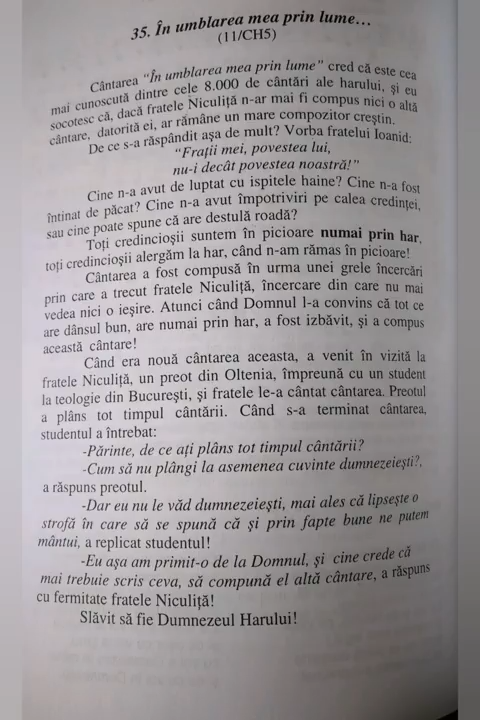 35. În umblarea mea prin lume...
(11/CH5)
Cântarea "În umblarea mea prin lume" cred că este cea
mai cunoscută dintre cele 8.000 de cântări ale harului, și eu
socotesc că, dacă fratele Niculiță n-ar mai fi compus nici o altă
cântare, datorită ei, ar rămâne un mare compozitor creștin.
De ce s-a răspândit așa de mult? Vorba fratelui Ioanid:
"Frații mei, povestea lui,
nu-i decât povestea noastră!"
Cine n-a avut de luptat cu ispitele haine? Cine n-a fost
întinat de păcat? Cine n-a avut împotriviri pe calea credinței,
sau cine poate spune că are destulă roadă?
Toți credincioșii suntem în picioare numai prin har,
toți credincioșii alergăm la har, când n-am rămas în picioare!
Cântarea a fost compusă în urma unei grele încercări
prin care a trecut fratele Niculiță, încercare din care nu mai
vedea nici o ieșire. Atunci când Domnul l-a convins că tot ce
are dânsul bun, are numai prin har, a fost izbăvit, și a compus
această cântare!
Când era nouă cântarea aceasta, a venit în vizită la
fratele Niculiță, un preot din Oltenia, împreună cu un student
la teologie din București, și fratele le-a cântat cântarea. Preotul
a plâns tot timpul cântării. Când s-a terminat cântarea,
studentul a întrebat:
-Părinte, de ce ați plâns tot timpul cântării?
-Cum să nu plângi la asemenea cuvinte dumnezeiești?,
a răspuns preotul.
-Dar eu nu le văd dumnezeiești, mai ales că lipsește o
strofă în care să se spună că și prin fapte bune ne putem
mântui, a replicat studentul!
-Eu așa am primit-o de la Domnul, și cine crede că
mai trebuie scris ceva, să compună el altă cântare, a răspuns
cu fermitate fratele Niculiță!
Slăvit să fie Dumnezeul Harului!